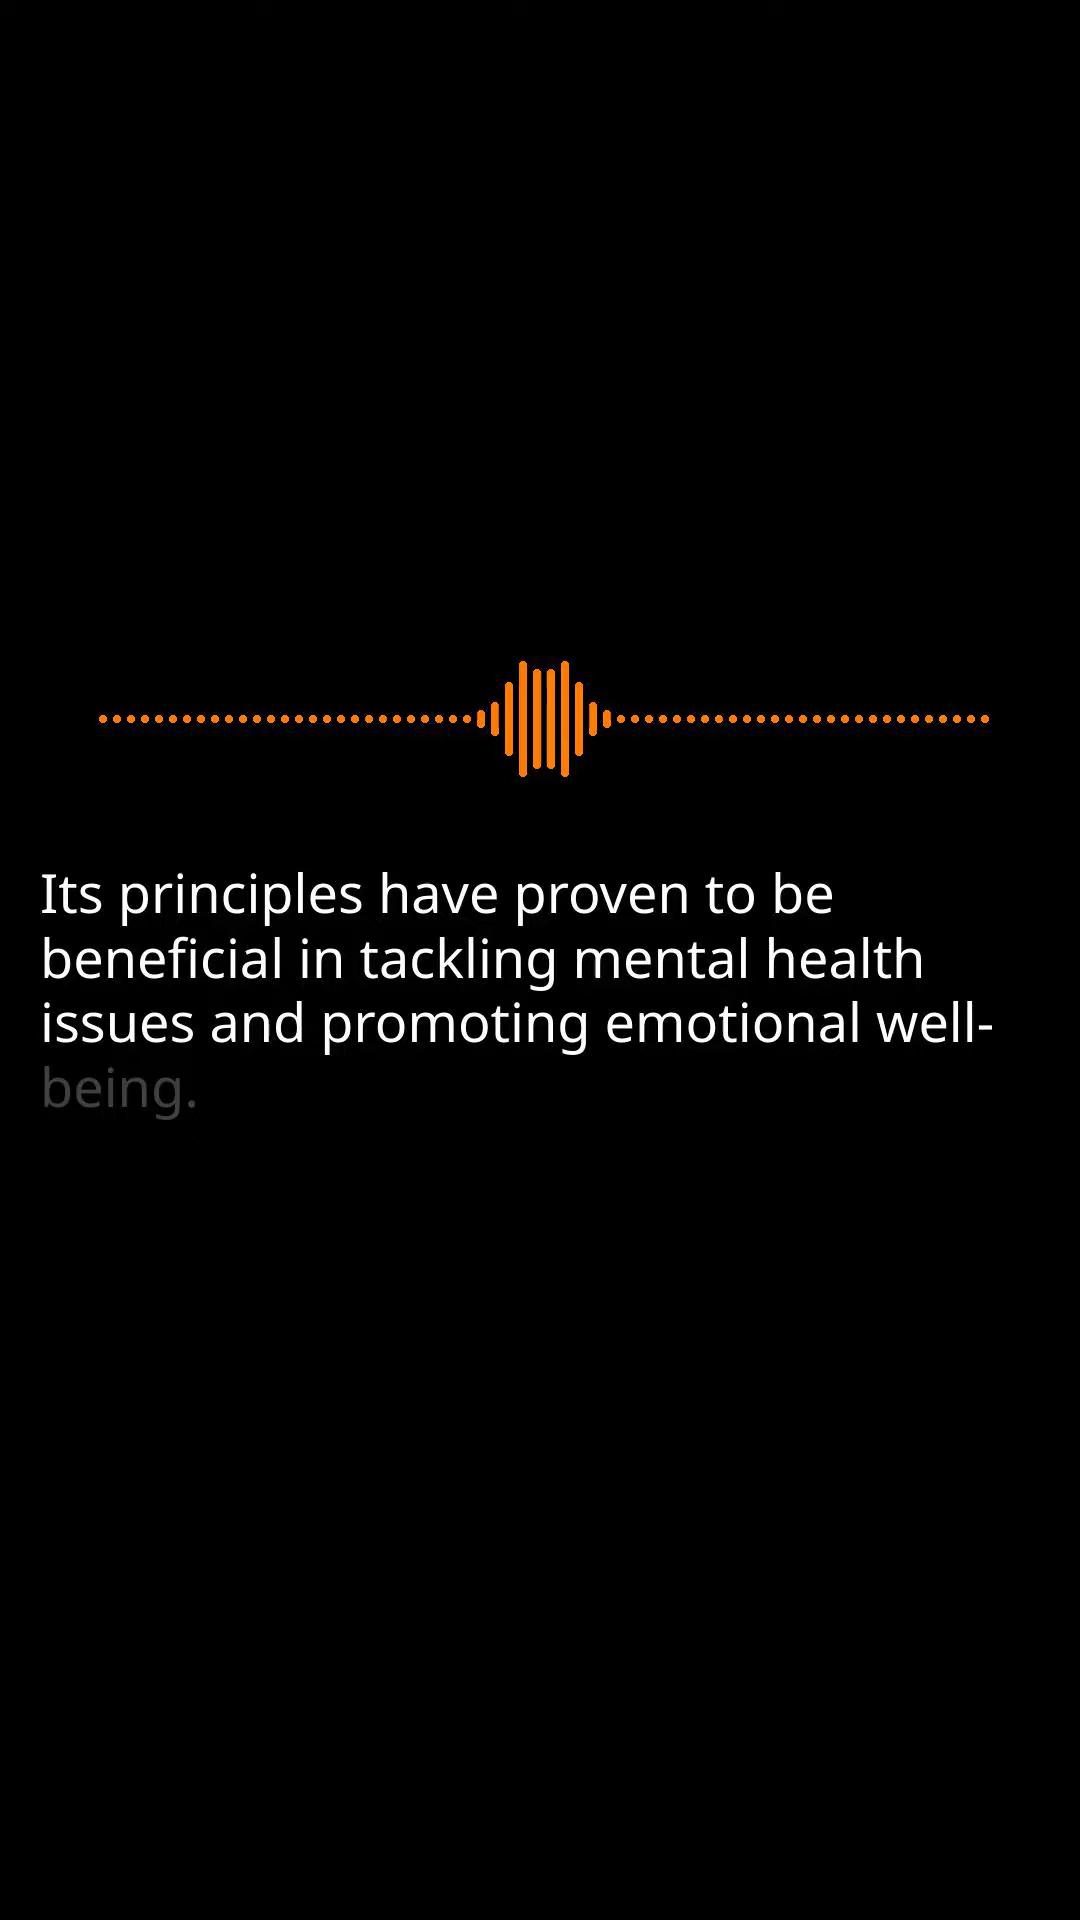 Its principles have proven to be
beneficial in tackling mental health
issues and promoting emotional well-
being.